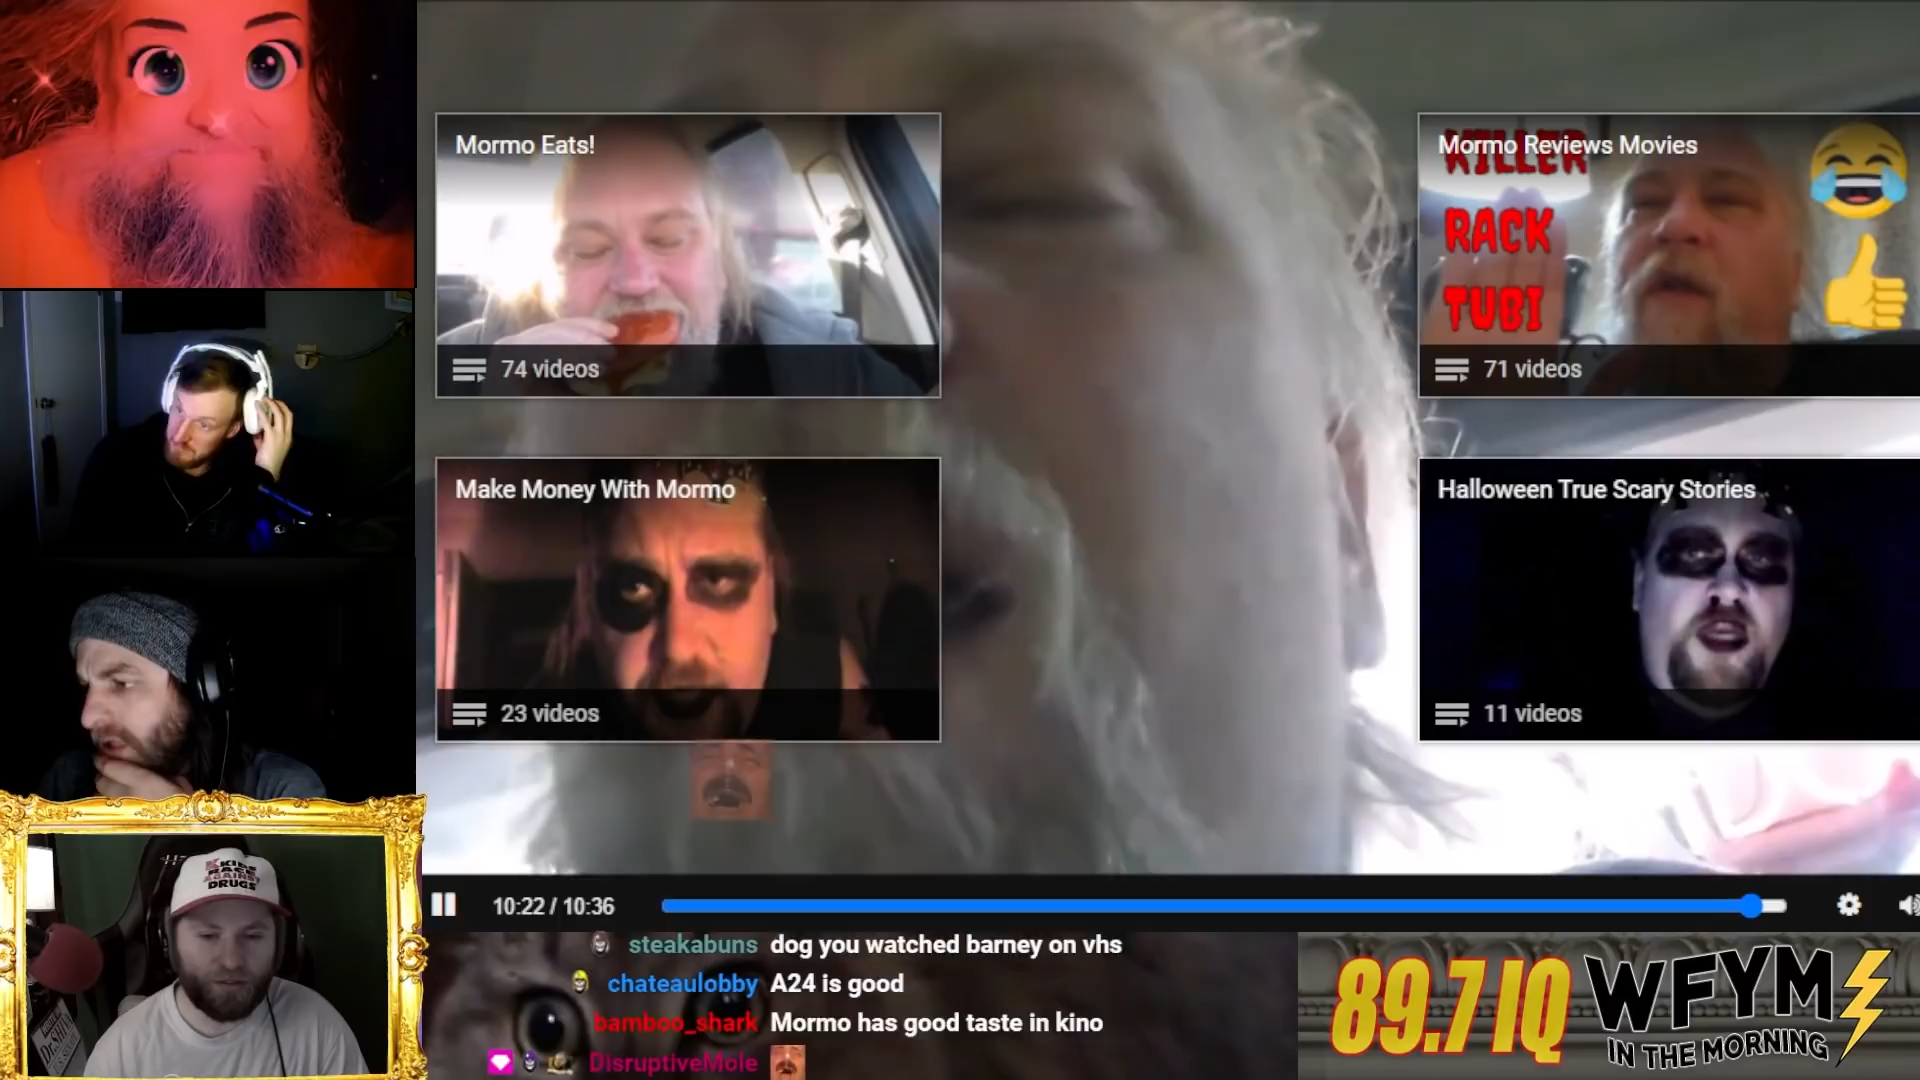 Mormo Eats!
74 videos
Mormo Reviews Movies
KILLER
RACK
TUBI
71 videos
Make Money With Mormo
23 videos
Halloween True Scary Stories
11 videos
KIDS
RACE
AGAINST
DRUGS
10:22 / 10:36
steakabuns dog you watched barney on vhs
chateaulobby A24 is good
bamboo_shark Mormo has good taste in kino
DisruptiveMole
89.7 IQ WFYM
IN THE MORNING